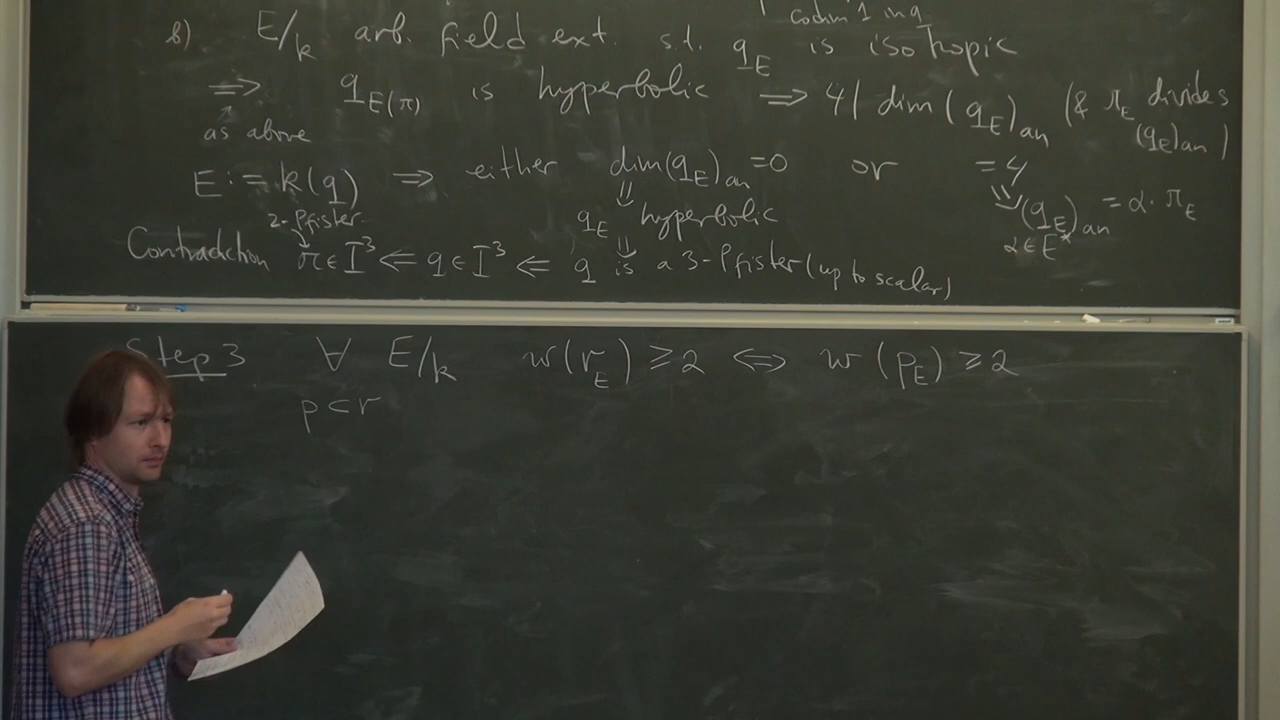 codim 1 in q
b) E/k arb. field ext. s.t. q_E is isotropic
⟹ q_{E(π)} is hyperbolic ⟹ 4 | dim(q_E)_an (& π_E divides (q_E)_an)
as above
E := k(q) ⟹ either dim(q_E)_an = 0 or = 4
⇓ q_E hyperbolic ⇓ (q_E)_an = α·π_E
α∈E*
2-Pfister
Contradiction π∈I³ ⇐ q∈I³ ⇐ q is a 3-Pfister (up to scalar)
Step 3 ∀ E/k w(r_E) ⩾ 2 ⟺ w(p_E) ⩾ 2
p ⊂ r